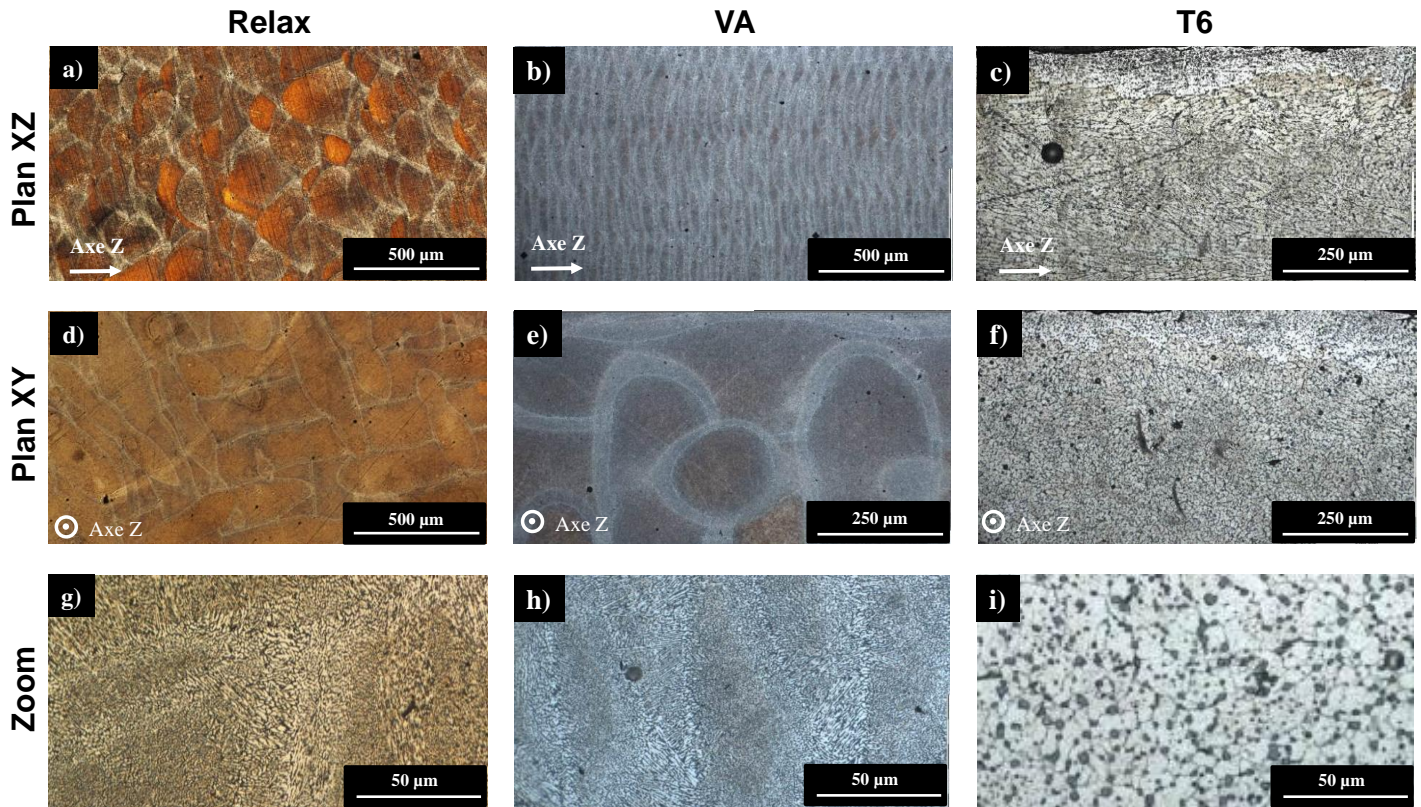 Relax VA T6
Plan XZ
a) b) c)
Axe Z Axe Z Axe Z
500 μm 500 μm 250 μm
Plan XY
d) e) f)
Axe Z Axe Z Axe Z
500 μm 250 μm 250 μm
Zoom
g) h) i)
50 μm 50 μm 50 μm